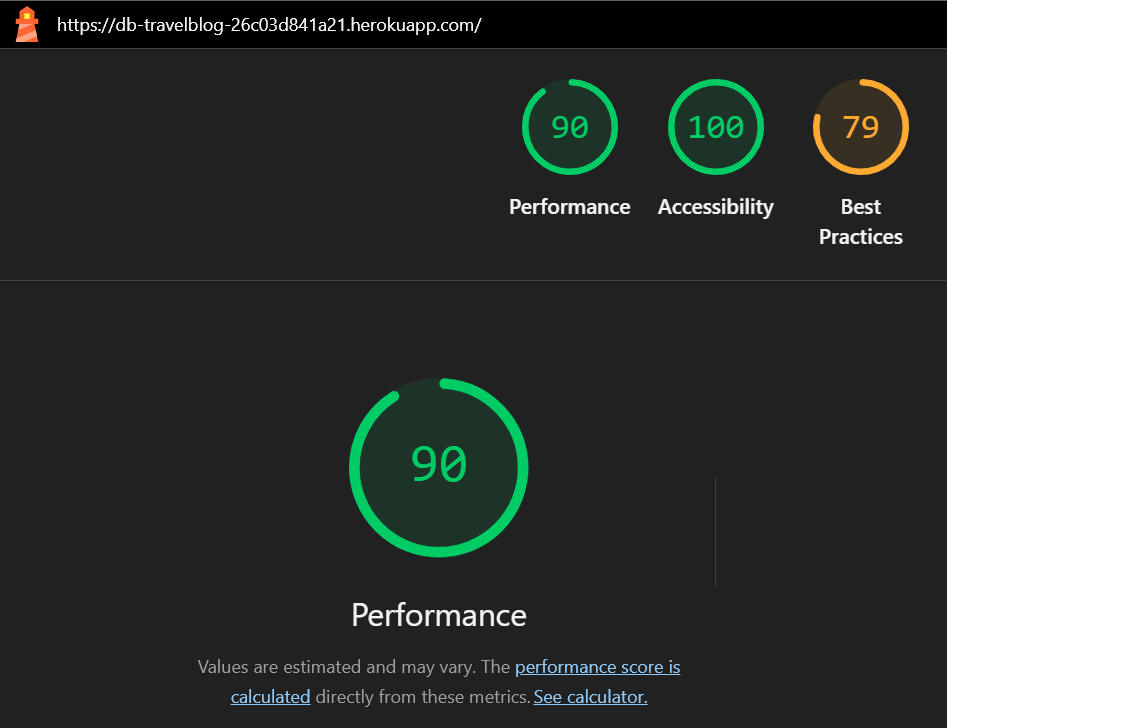 https://db-travelblog-26c03d841a21.herokuapp.com/
90
100
79
Performance
Accessibility
Best
Practices
90
Performance
Values are estimated and may vary. The performance score is
calculated directly from these metrics. See calculator.